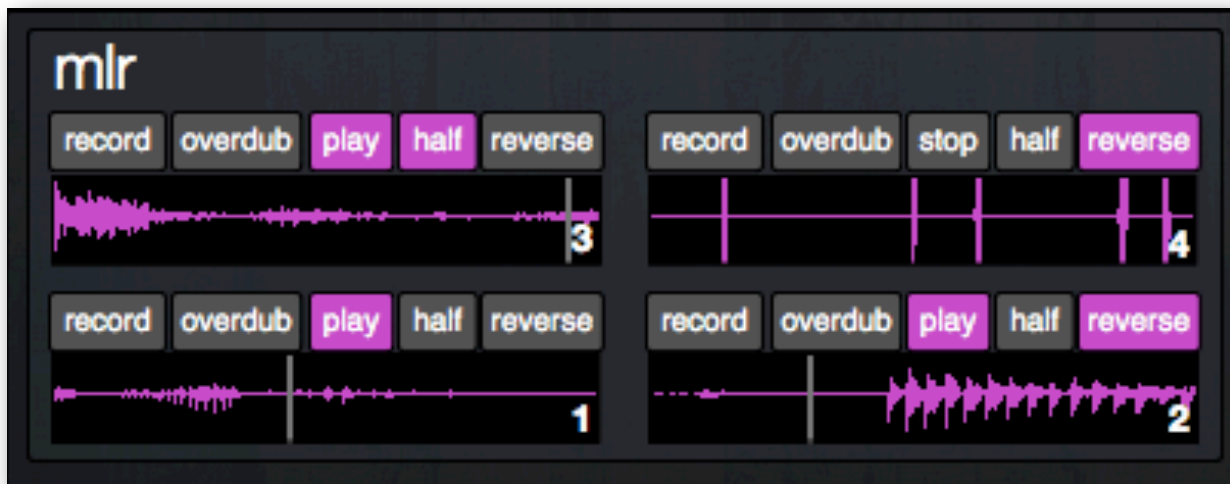 mlr
record overdub play half reverse record overdub stop half reverse
3 4
record overdub play half reverse record overdub play half reverse
1 2